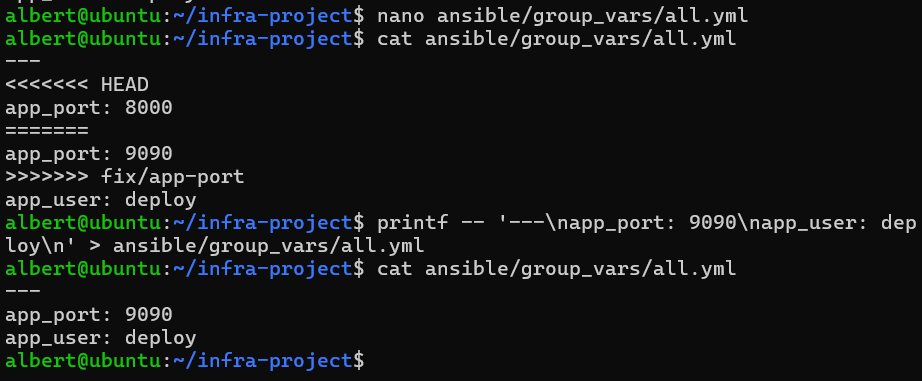 albert@ubuntu:~/infra-project$ nano ansible/group_vars/all.yml
albert@ubuntu:~/infra-project$ cat ansible/group_vars/all.yml
---
<<<<<<< HEAD
app_port: 8000
=======
app_port: 9090
>>>>>>> fix/app-port
app_user: deploy
albert@ubuntu:~/infra-project$ printf -- '---\napp_port: 9090\napp_user: dep
loy\n' > ansible/group_vars/all.yml
albert@ubuntu:~/infra-project$ cat ansible/group_vars/all.yml
---
app_port: 9090
app_user: deploy
albert@ubuntu:~/infra-project$